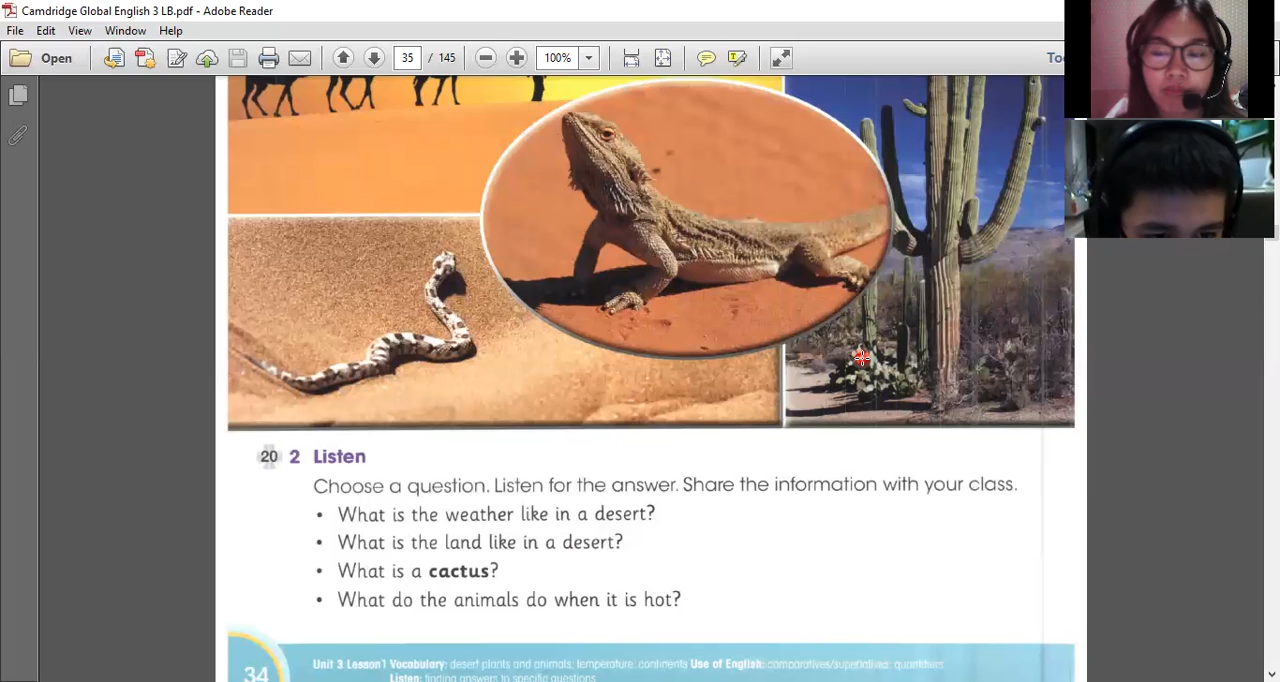 Camdridge Global English 3 LB.pdf - Adobe Reader
File Edit View Window Help
Open 35 / 145 100%
20 2 Listen
Choose a question. Listen for the answer. Share the information with your class.
• What is the weather like in a desert?
• What is the land like in a desert?
• What is a cactus?
• What do the animals do when it is hot?
34 Unit 3 Lesson 1 Vocabulary: desert plants and animals; temperature, continents Use of English: comparatives/superlatives; quantifiers
Listen: finding answers to specific questions